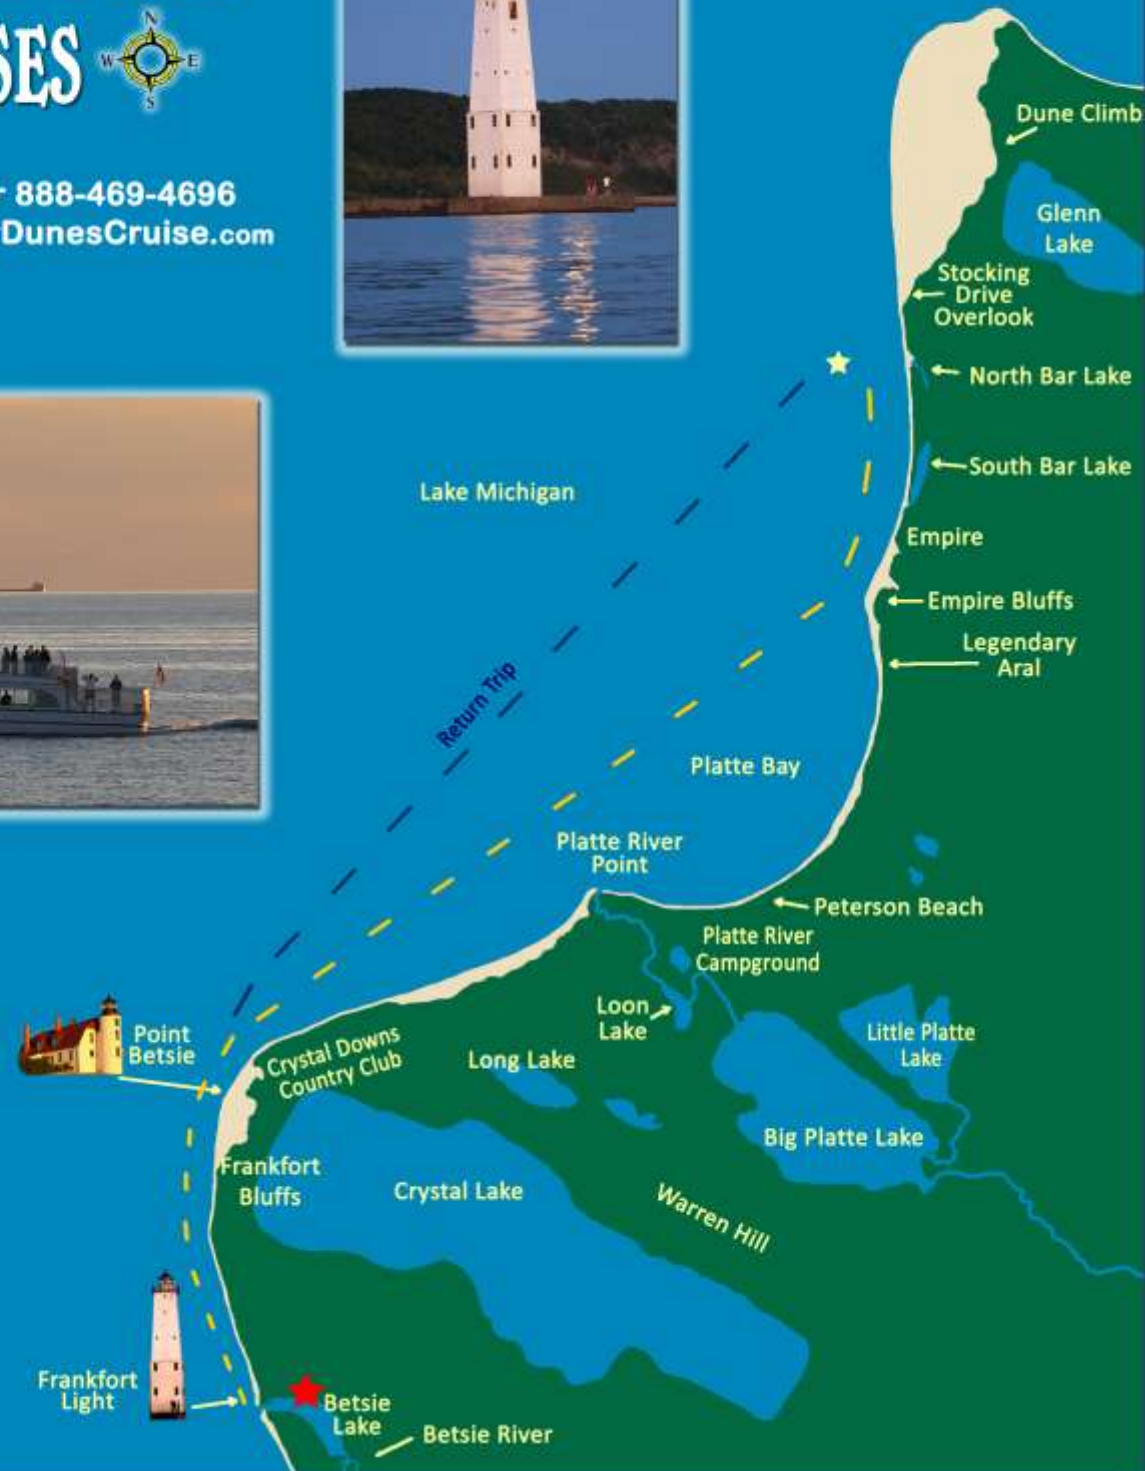 SES
N
W E
S
888-469-4696
DunesCruise.com
Dune Climb
Glenn
Lake
Stocking
Drive
Overlook
North Bar Lake
South Bar Lake
Lake Michigan
Empire
Empire Bluffs
Legendary
Aral
Return Trip
Platte Bay
Platte River
Point
Peterson Beach
Platte River
Campground
Loon
Lake
Little Platte
Lake
Point
Betsie
Crystal Downs
Country Club
Long Lake
Big Platte Lake
Frankfort
Bluffs
Crystal Lake
Warren Hill
Frankfort
Light
Betsie
Lake
Betsie River